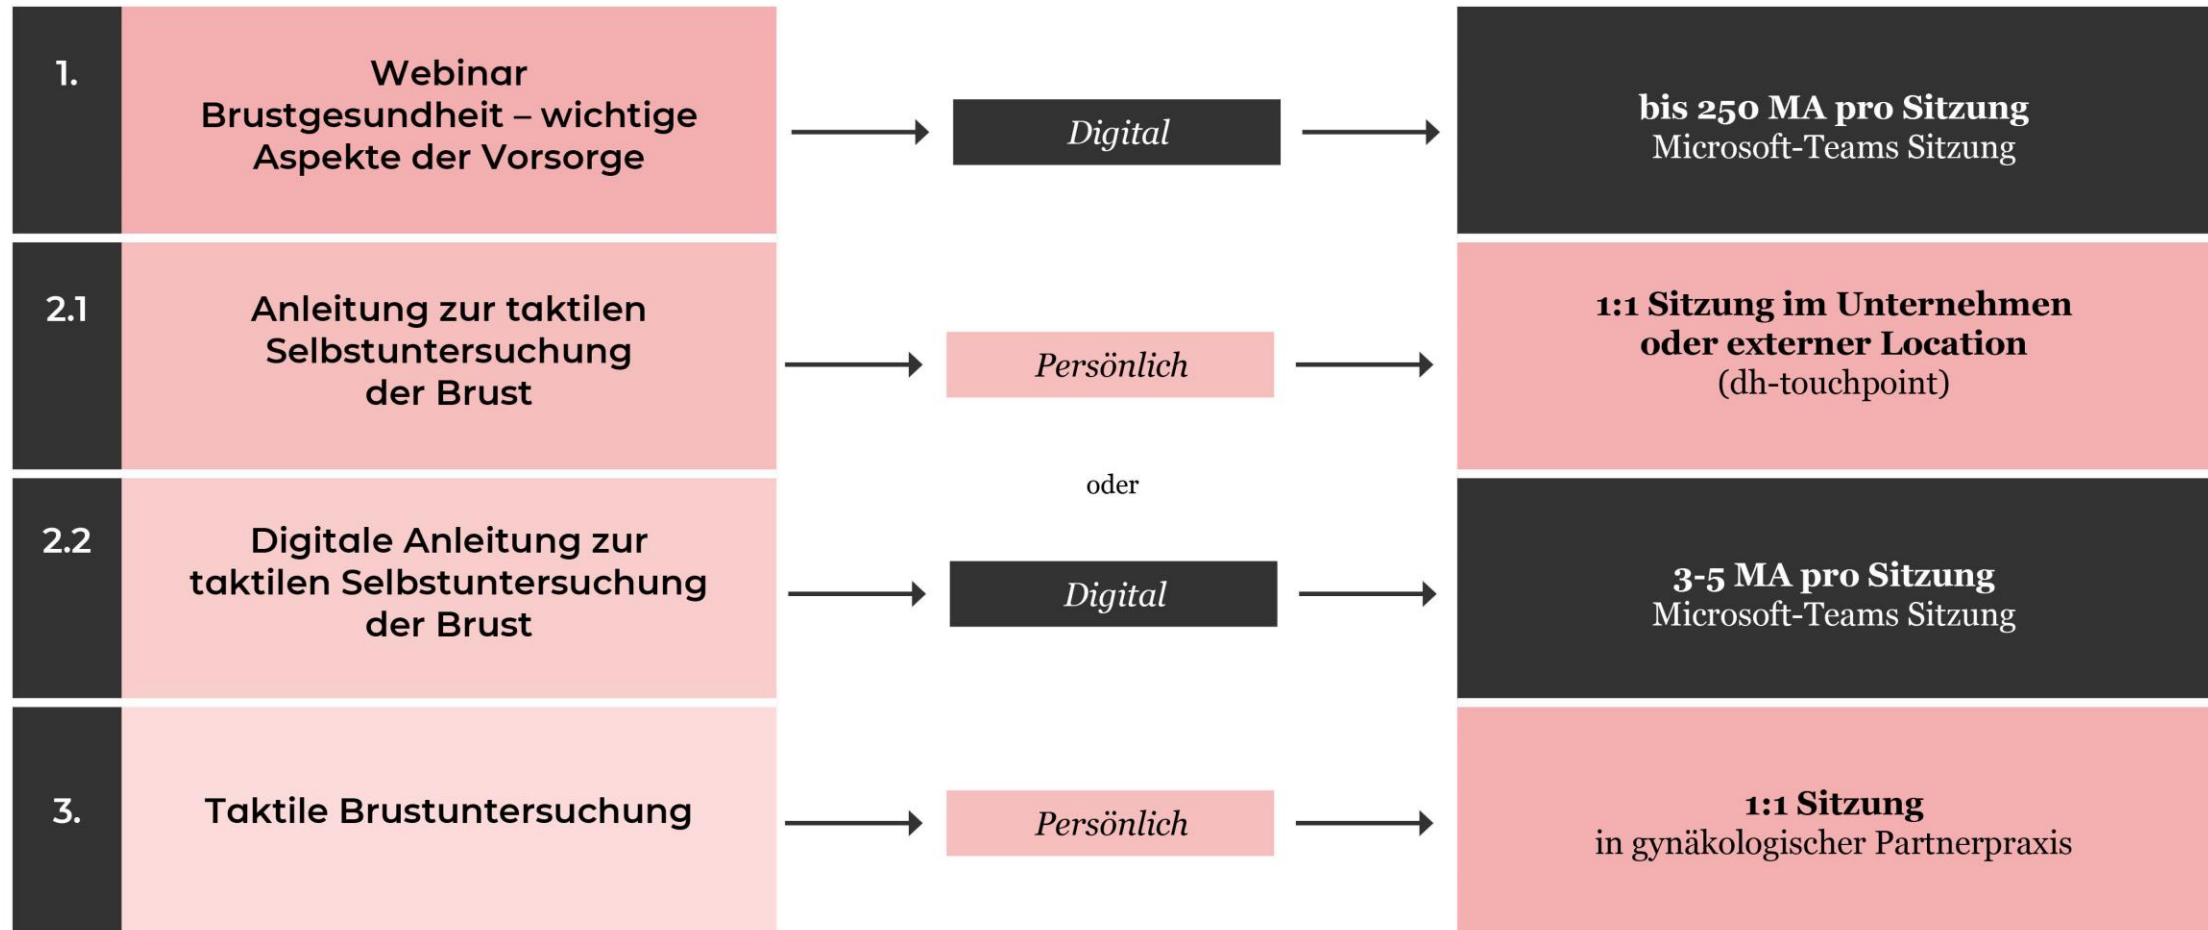 1.
Webinar
Brustgesundheit – wichtige
Aspekte der Vorsorge
Digital
bis 250 MA pro Sitzung
Microsoft-Teams Sitzung
2.1
Anleitung zur taktilen
Selbstuntersuchung
der Brust
Persönlich
1:1 Sitzung im Unternehmen
oder externer Location
(dh-touchpoint)
oder
2.2
Digitale Anleitung zur
taktilen Selbstuntersuchung
der Brust
Digital
3-5 MA pro Sitzung
Microsoft-Teams Sitzung
3.
Taktile Brustuntersuchung
Persönlich
1:1 Sitzung
in gynäkologischer Partnerpraxis